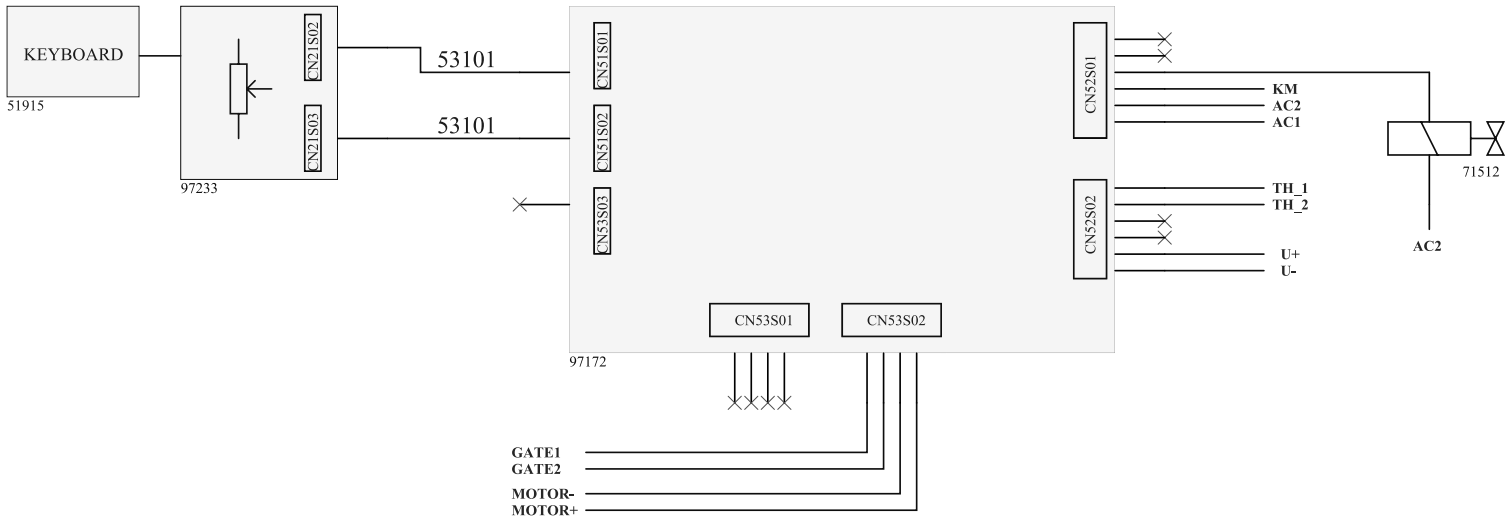 KEYBOARD
51915
CN21S02
CN21S03
97233
53101
53101
CN51S01
CN51S02
CN53S03
CN53S01
CN53S02
97172
CN52S01
CN52S02
KM
AC2
AC1
71512
AC2
TH_1
TH_2
U+
U-
GATE1
GATE2
MOTOR-
MOTOR+